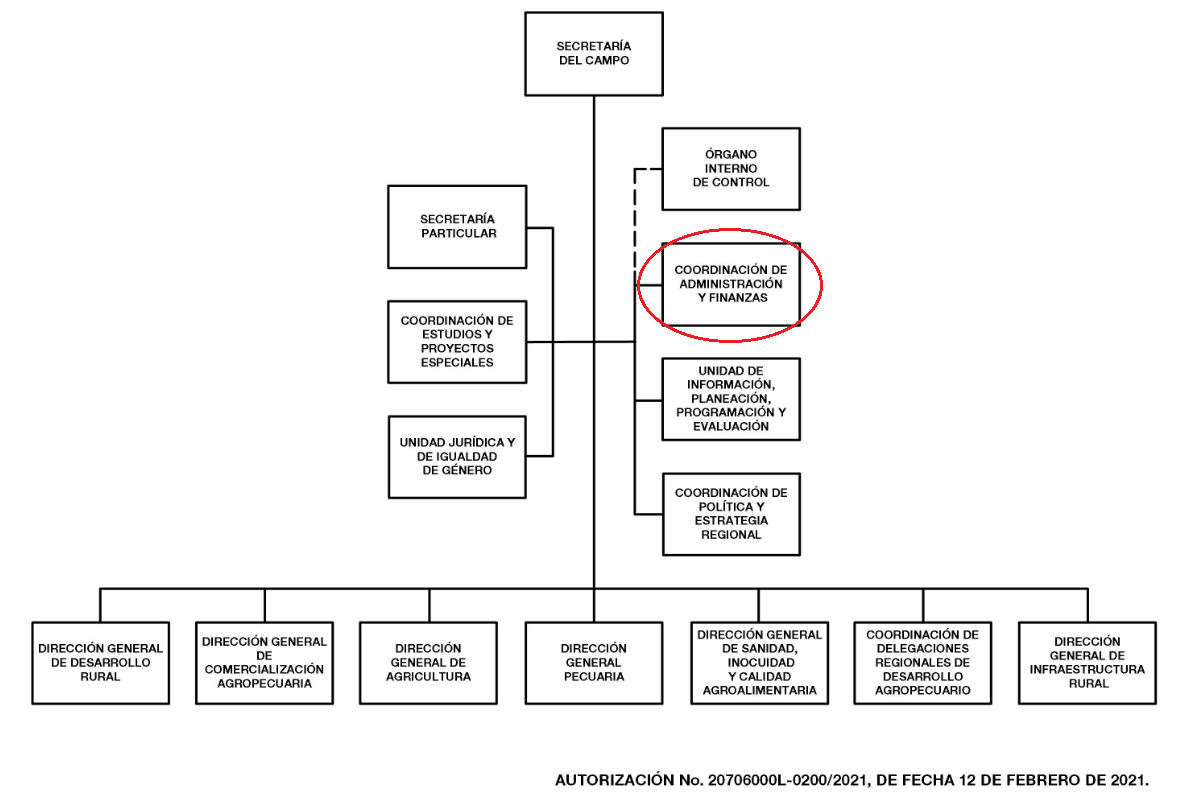 SECRETARÍA
DEL CAMPO
ÓRGANO
INTERNO
DE CONTROL
SECRETARÍA
PARTICULAR
COORDINACIÓN DE
ADMINISTRACIÓN
Y FINANZAS
COORDINACIÓN DE
ESTUDIOS Y
PROYECTOS
ESPECIALES
UNIDAD DE
INFORMACIÓN,
PLANEACIÓN,
PROGRAMACIÓN Y
EVALUACIÓN
UNIDAD JURÍDICA Y
DE IGUALDAD
DE GÉNERO
COORDINACIÓN DE
POLÍTICA Y
ESTRATEGIA
REGIONAL
DIRECCIÓN GENERAL
DE DESARROLLO
RURAL
DIRECCIÓN GENERAL
DE
COMERCIALIZACIÓN
AGROPECUARIA
DIRECCIÓN
GENERAL DE
AGRICULTURA
DIRECCIÓN
GENERAL
PECUARIA
DIRECCIÓN GENERAL
DE SANIDAD,
INOCUIDAD
Y CALIDAD
AGROALIMENTARIA
COORDINACIÓN DE
DELEGACIONES
REGIONALES DE
DESARROLLO
AGROPECUARIO
DIRECCIÓN
GENERAL DE
INFRAESTRUCTURA
RURAL
AUTORIZACIÓN No. 20706000L-0200/2021, DE FECHA 12 DE FEBRERO DE 2021.